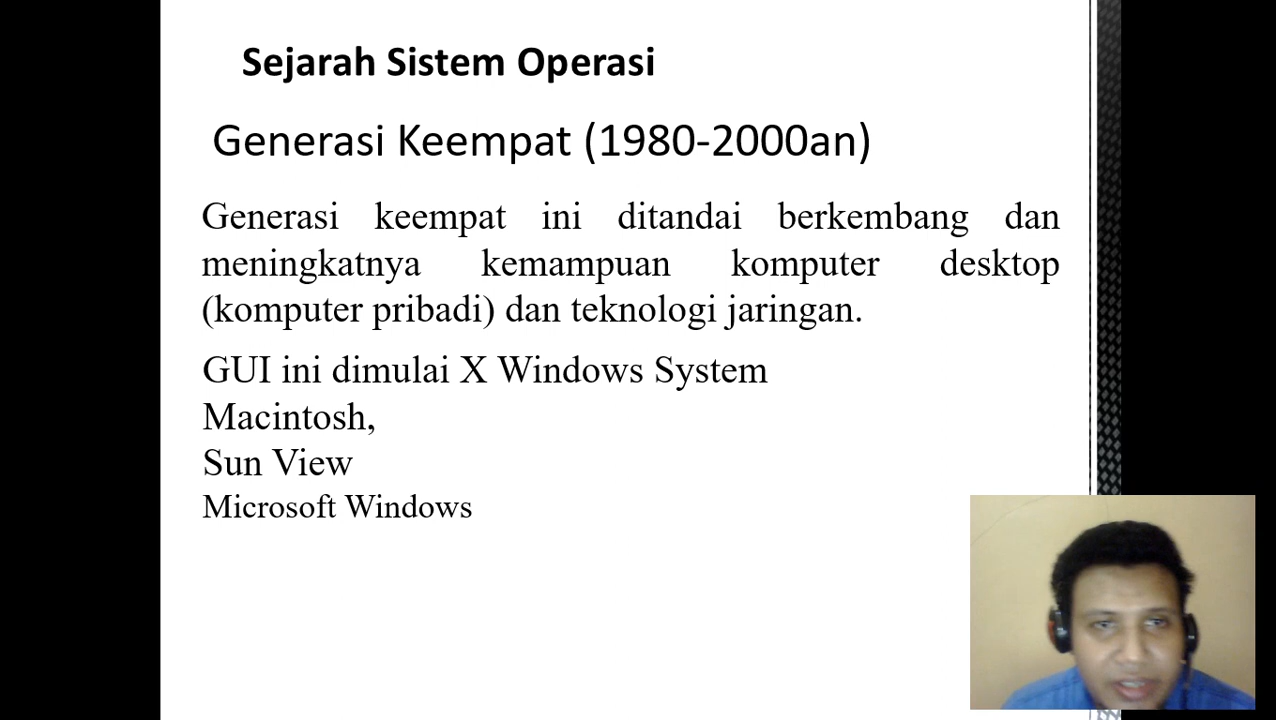 Sejarah Sistem Operasi
Generasi Keempat (1980-2000an)
Generasi keempat ini ditandai berkembang dan
meningkatnya kemampuan komputer desktop
(komputer pribadi) dan teknologi jaringan.
GUI ini dimulai X Windows System
Macintosh,
Sun View
Microsoft Windows